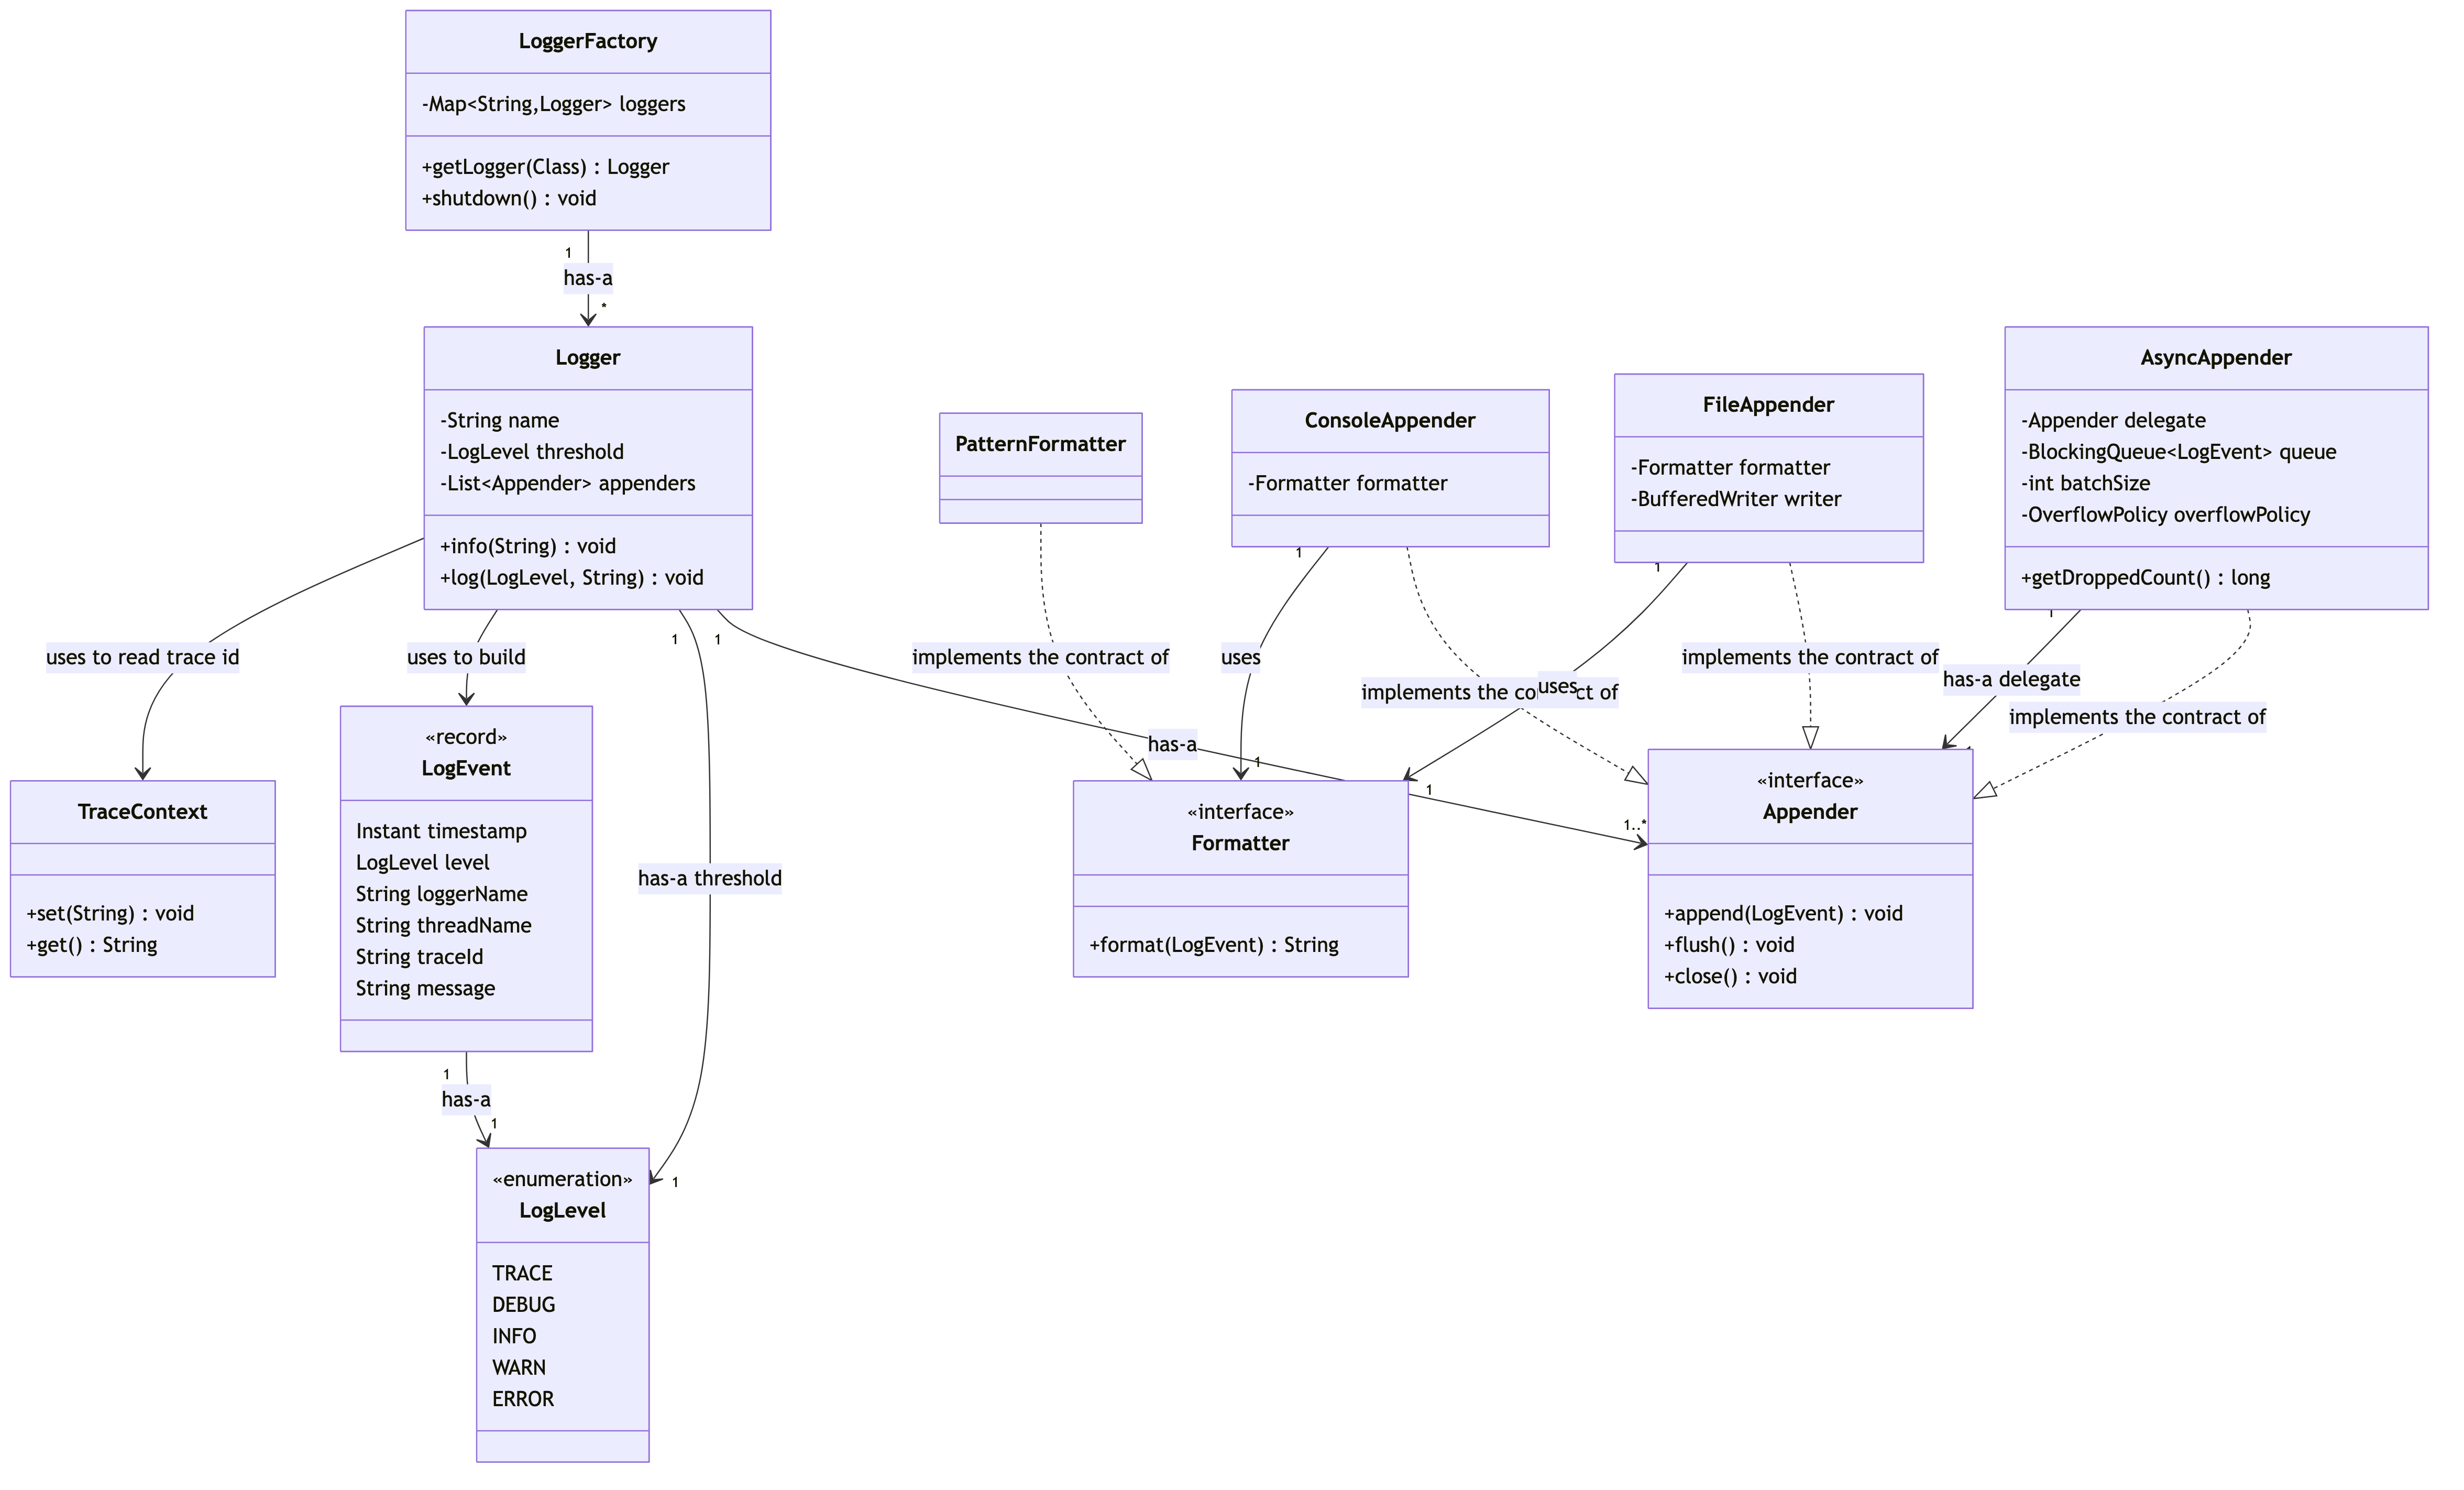 LoggerFactory
-Map<String,Logger> loggers
+getLogger(Class) : Logger
+shutdown() : void
1
has-a
*
Logger
-String name
-LogLevel threshold
-List<Appender> appenders
+info(String) : void
+log(LogLevel, String) : void
PatternFormatter
ConsoleAppender
-Formatter formatter
FileAppender
-Formatter formatter
-BufferedWriter writer
AsyncAppender
-Appender delegate
-BlockingQueue<LogEvent> queue
-int batchSize
-OverflowPolicy overflowPolicy
+getDroppedCount() : long
1
1
1
1
1
uses to read trace id
uses to build
implements the contract of
uses
implements the contract of
uses
implements the contract of
has-a delegate
implements the contract of
has-a
1
1
1..*
1
has-a threshold
TraceContext
+set(String) : void
+get() : String
«record»
LogEvent
Instant timestamp
LogLevel level
String loggerName
String threadName
String traceId
String message
«interface»
Formatter
+format(LogEvent) : String
«interface»
Appender
+append(LogEvent) : void
+flush() : void
+close() : void
1
has-a
1
1
«enumeration»
LogLevel
TRACE
DEBUG
INFO
WARN
ERROR